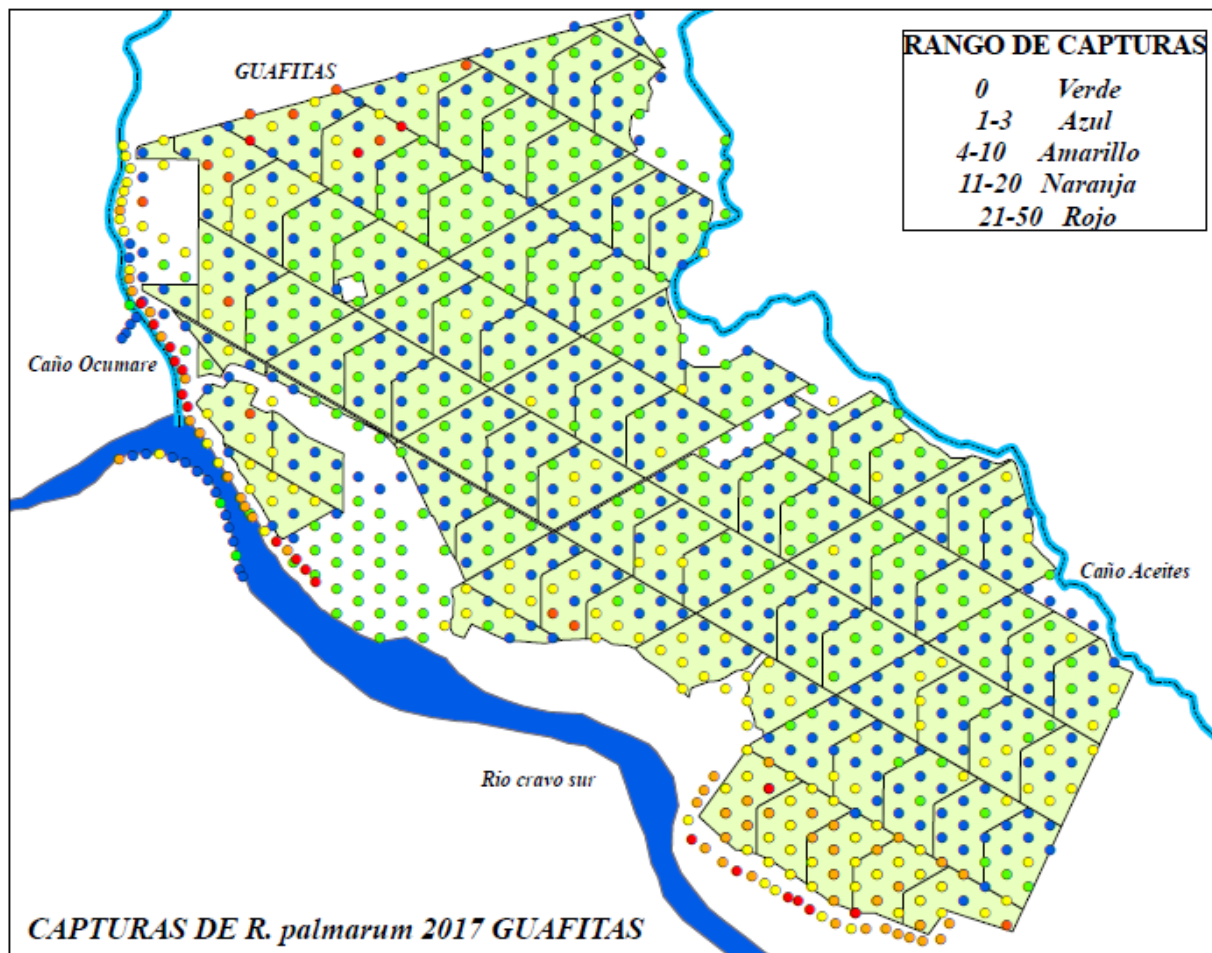 GUAFITAS
RANGO DE CAPTURAS
0 Verde
1-3 Azul
4-10 Amarillo
11-20 Naranja
21-50 Rojo
Caño Ocumare
Caño Aceites
Rio cravo sur
CAPTURAS DE R. palmarum 2017 GUAFITAS